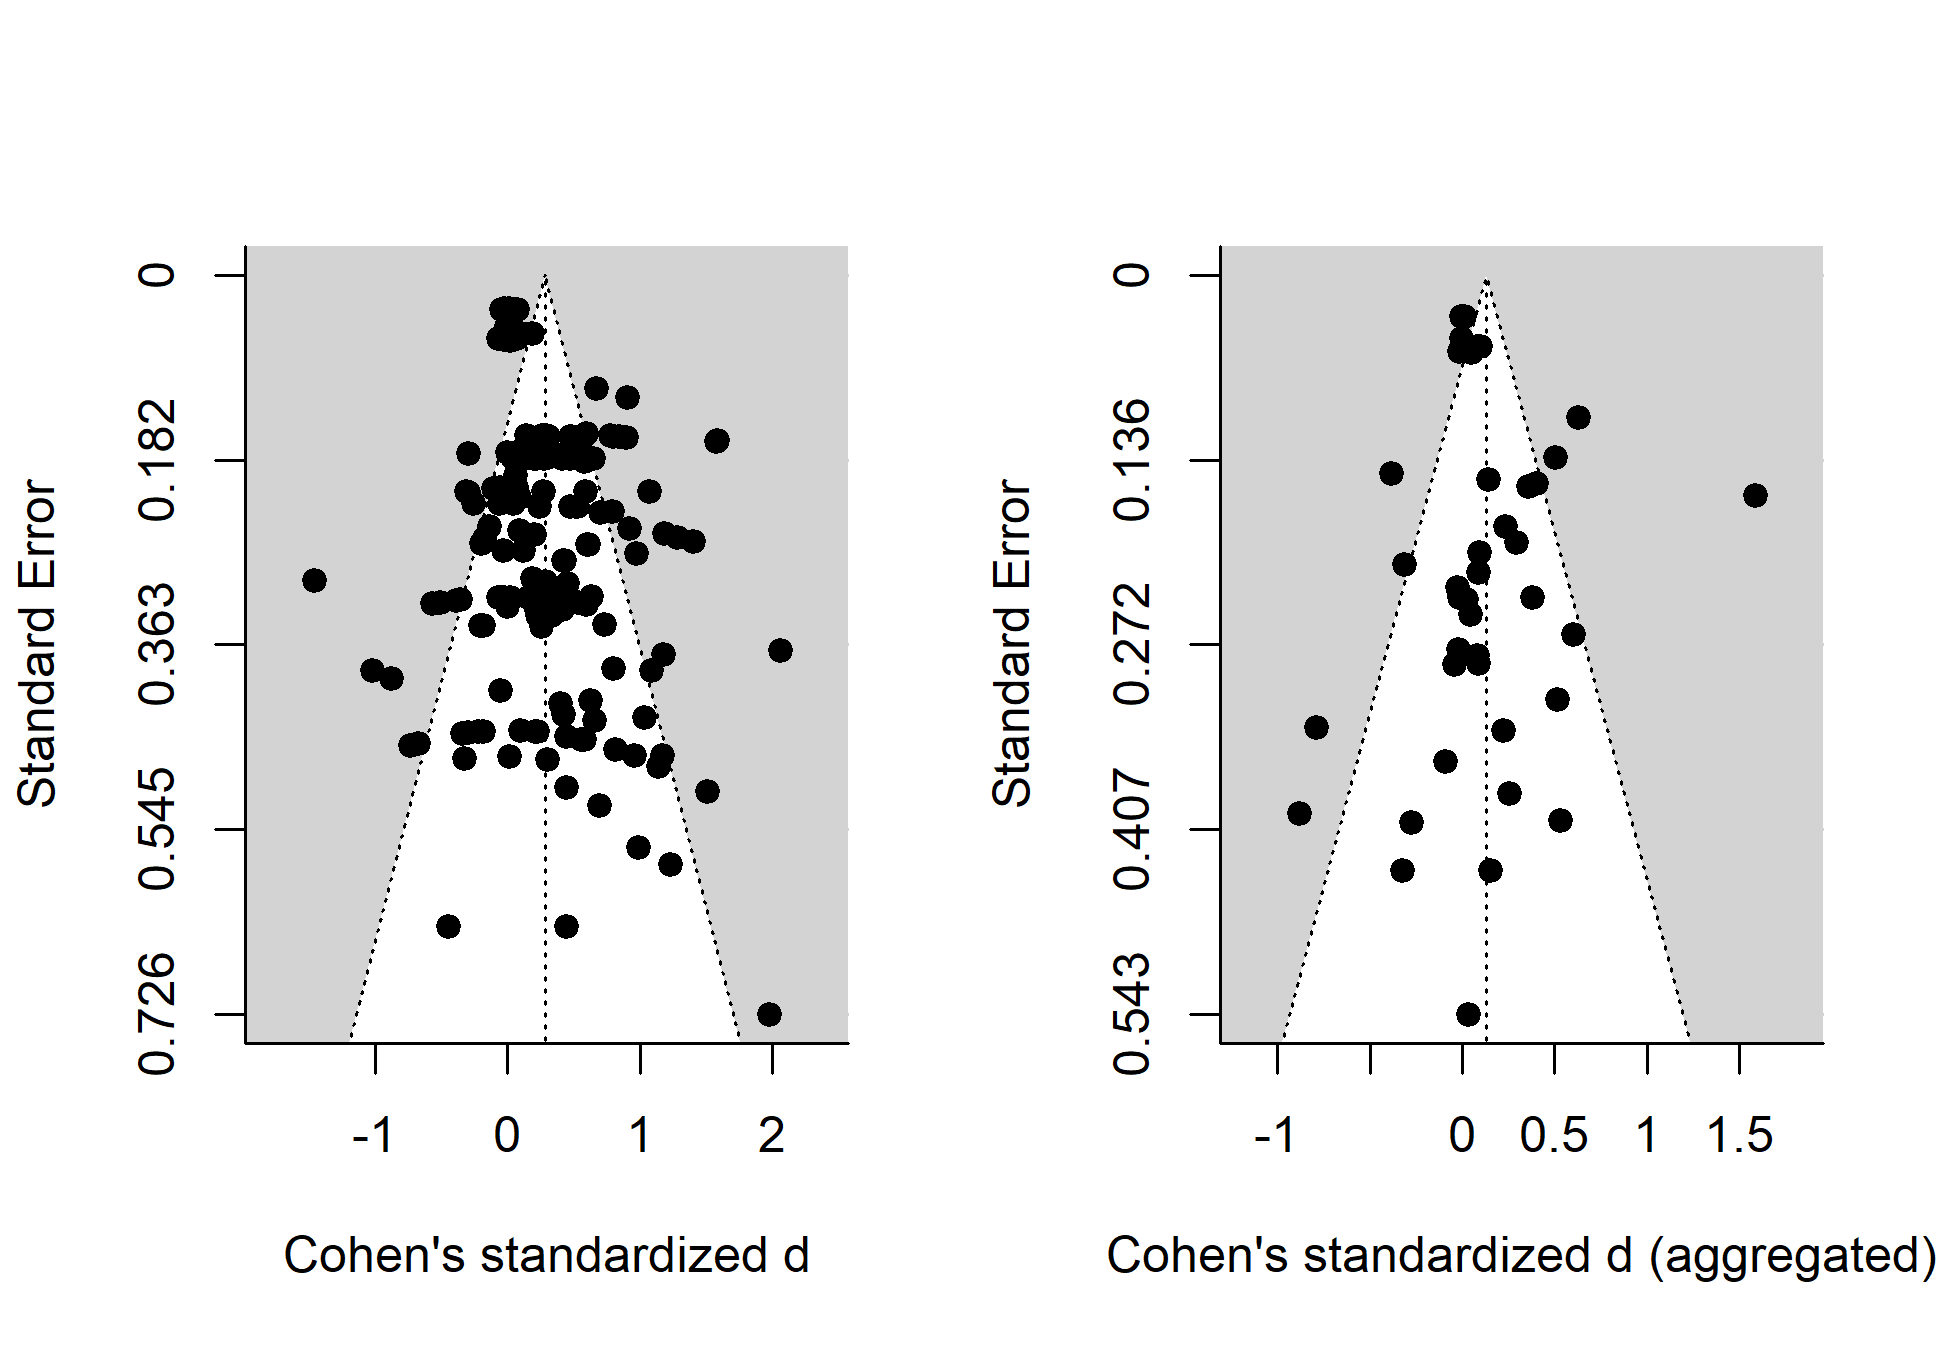 Standard Error
0
0.182
0.363
0.545
0.726
-1 0 1 2
Cohen's standardized d
Standard Error
0
0.136
0.272
0.407
0.543
-1 0 0.5 1 1.5
Cohen's standardized d (aggregated)